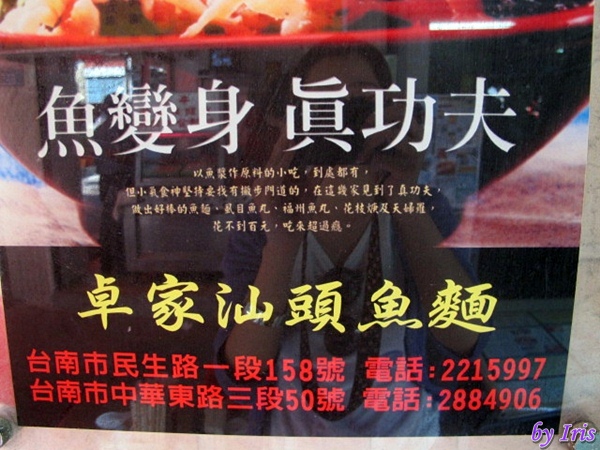 魚變身 真功夫
以魚漿作原料的小吃,到處都有,
但小氣食神堅持要找有撇步門道的,在這幾家見到了真功夫,
做出好棒的魚麵、虱目魚丸、福州魚丸、花枝焿及天婦羅,
花不到百元,吃來超過癮。
卓家汕頭魚麵
台南市民生路一段158號 電話:2215997
台南市中華東路三段50號 電話:2884906
by Iris